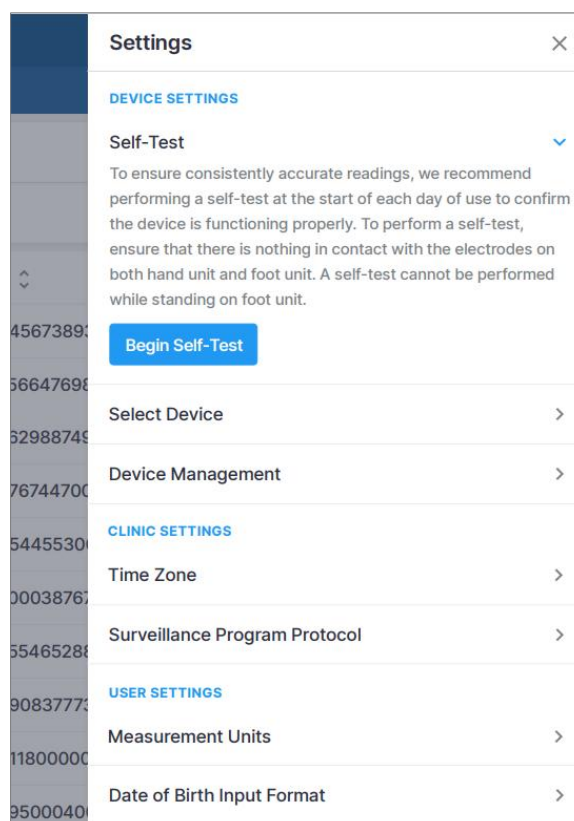 Settings
DEVICE SETTINGS
Self-Test
To ensure consistently accurate readings, we recommend
performing a self-test at the start of each day of use to confirm
the device is functioning properly. To perform a self-test,
ensure that there is nothing in contact with the electrodes on
both hand unit and foot unit. A self-test cannot be performed
while standing on foot unit.
Begin Self-Test
Select Device
Device Management
CLINIC SETTINGS
Time Zone
Surveillance Program Protocol
USER SETTINGS
Measurement Units
Date of Birth Input Format